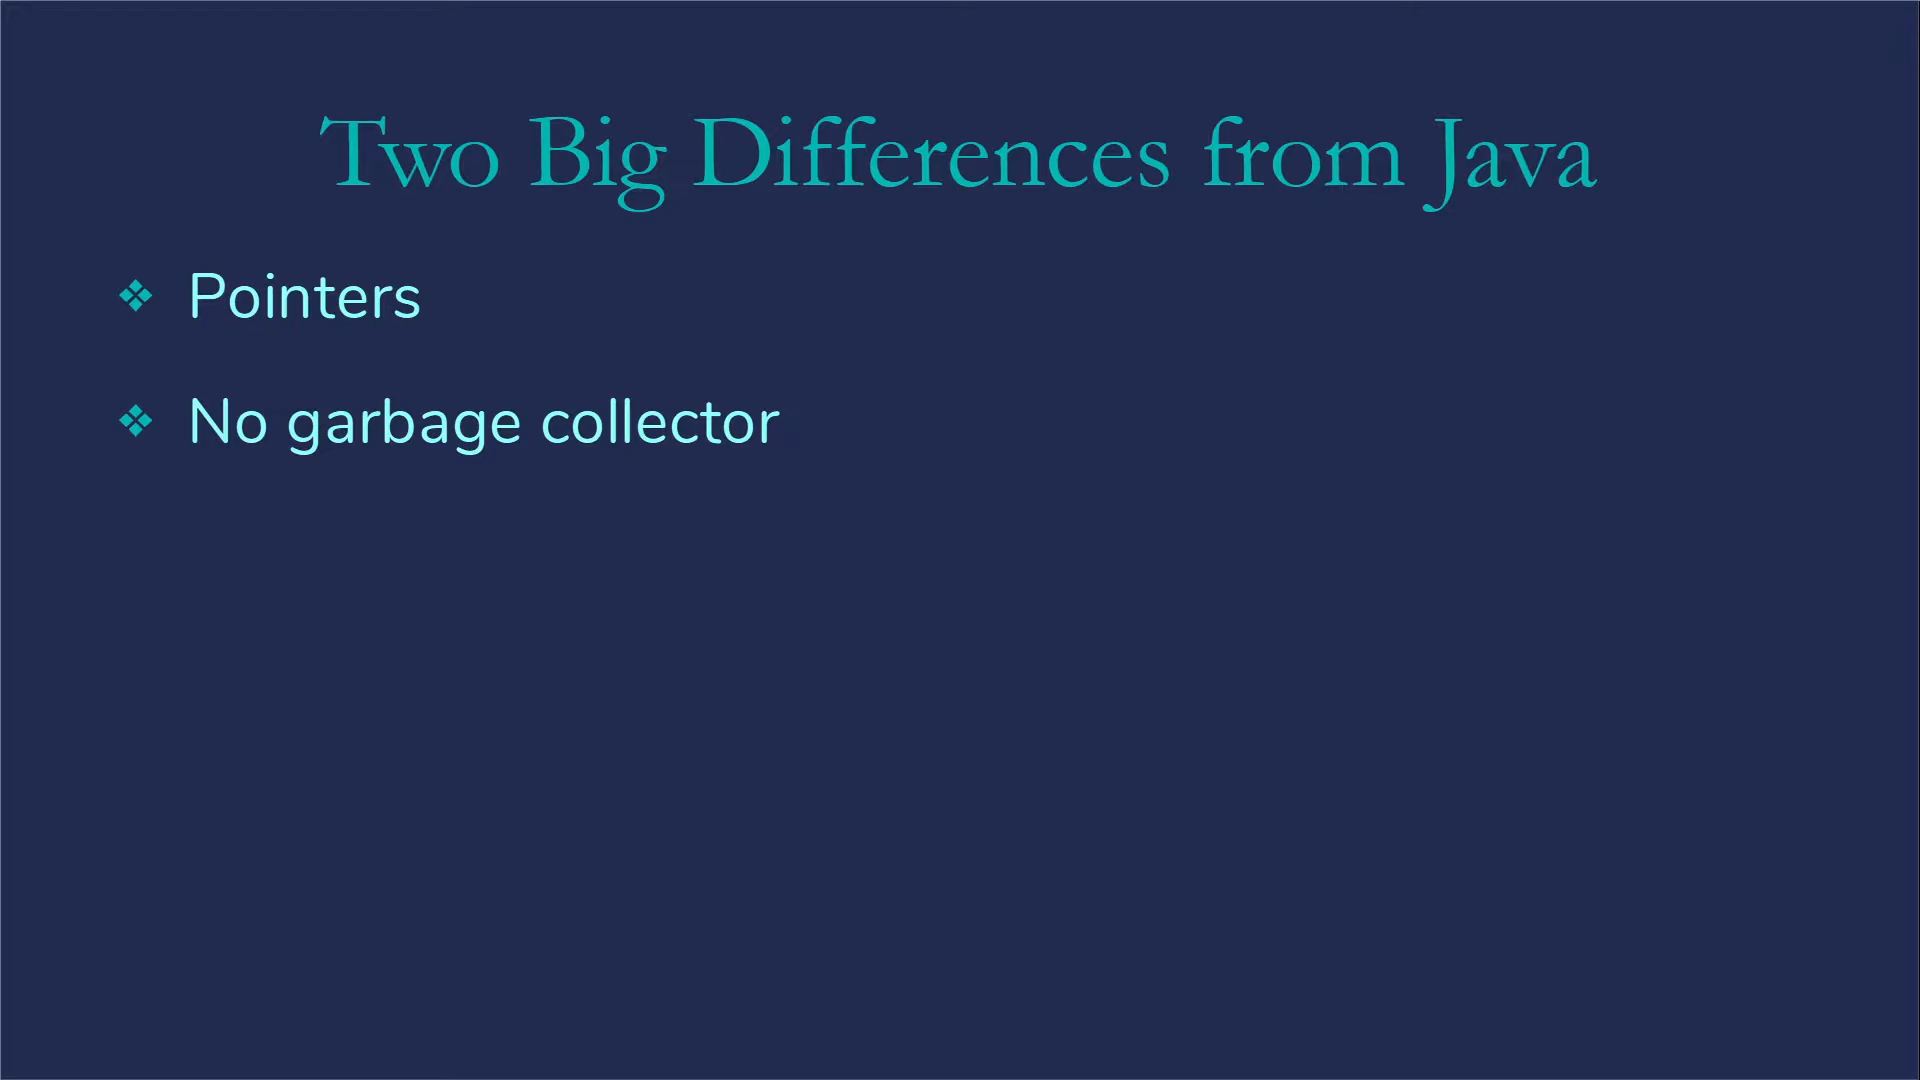 Two Big Differences from Java
❖ Pointers
❖ No garbage collector